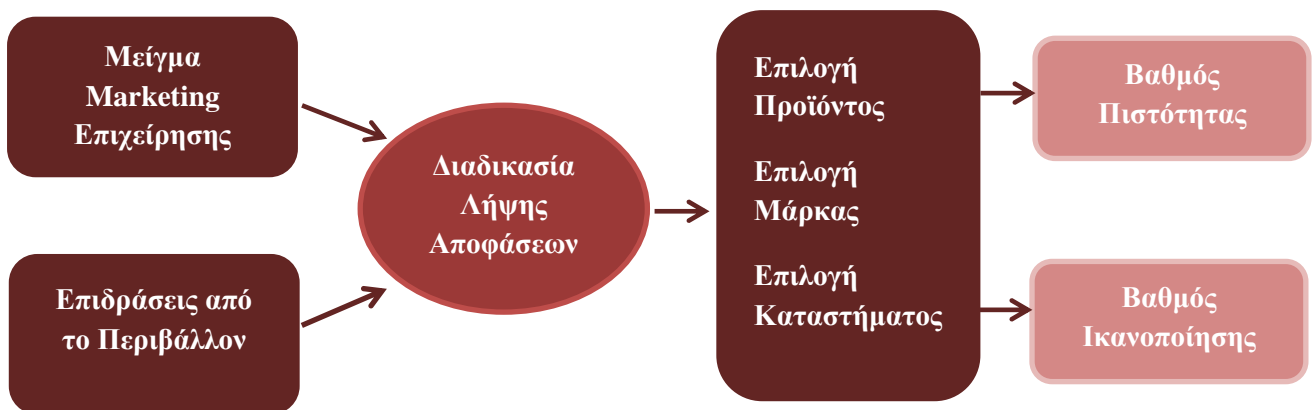 Μείγμα
Marketing
Επιχείρησης
Επιδράσεις από
το Περιβάλλον
Διαδικασία
Λήψης
Αποφάσεων
Επιλογή
Προϊόντος
Επιλογή
Μάρκας
Επιλογή
Καταστήματος
Βαθμός
Πιστότητας
Βαθμός
Ικανοποίησης